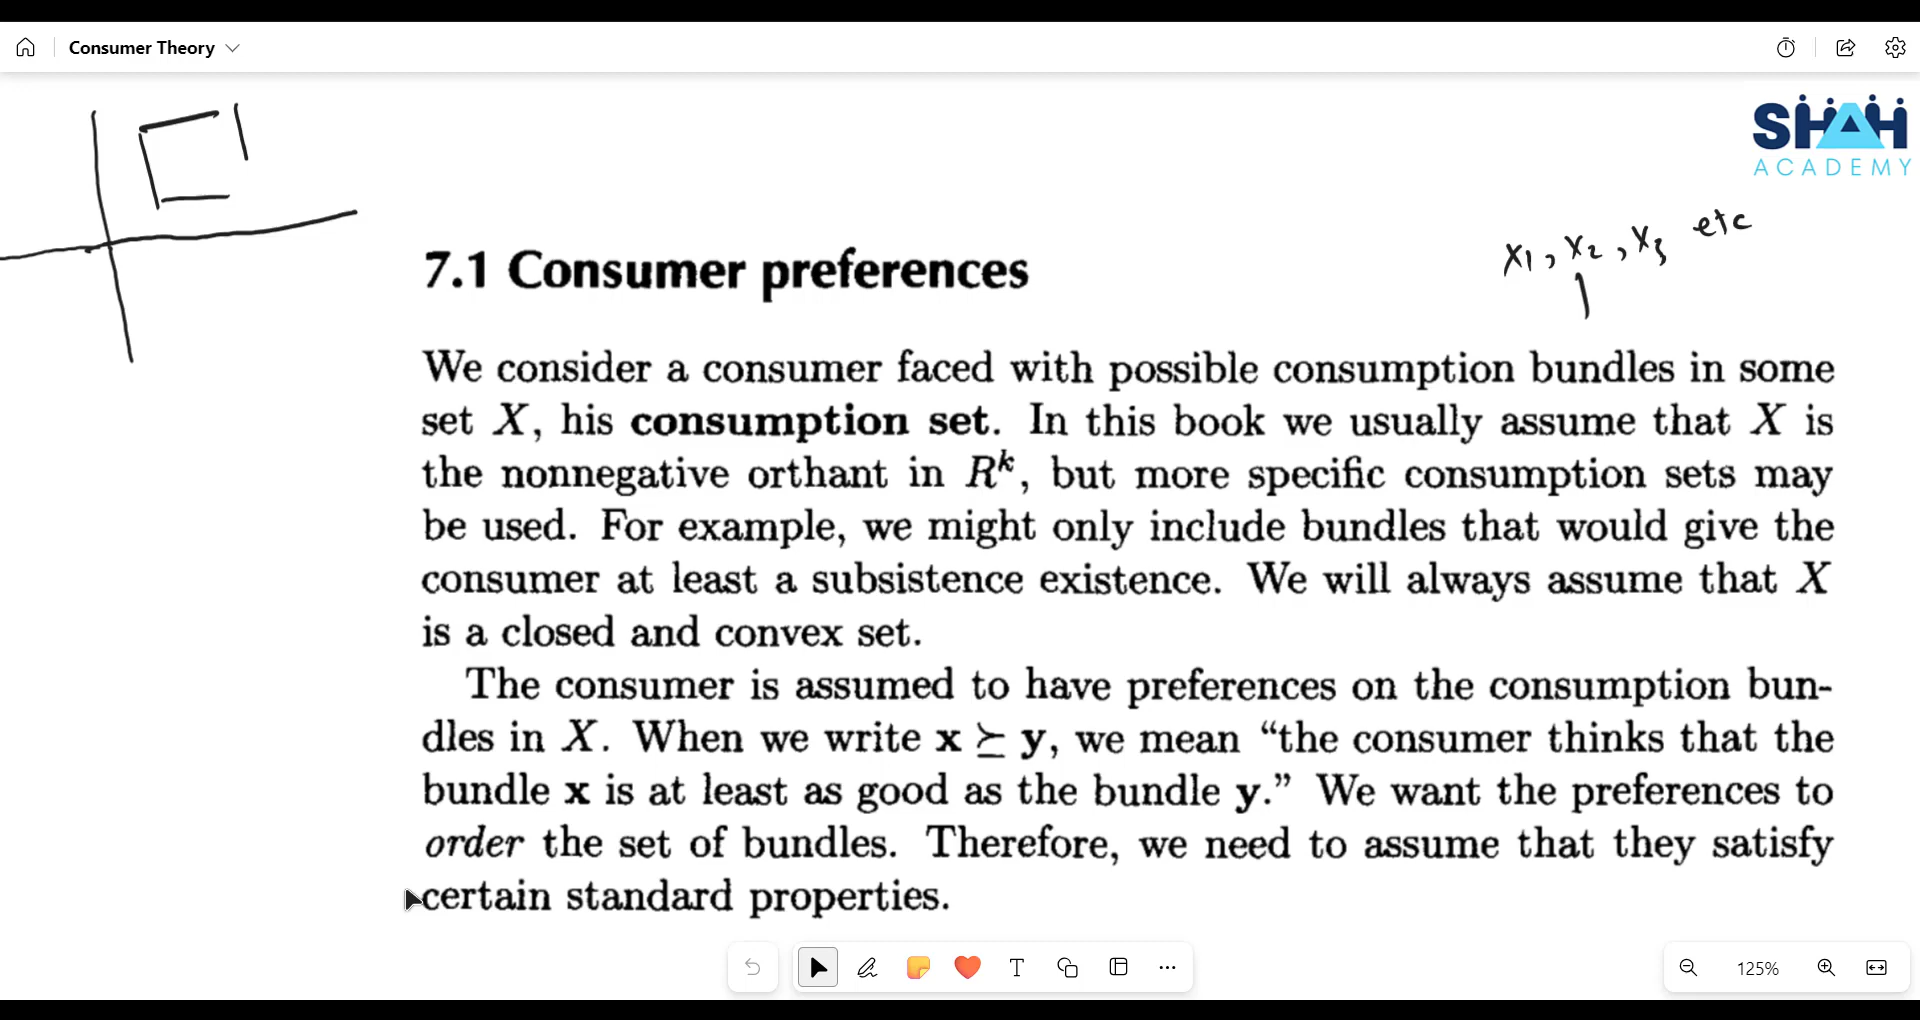 Consumer Theory
SHAH
ACADEMY
x1, x2, x3 etc
7.1 Consumer preferences
We consider a consumer faced with possible consumption bundles in some
set X, his consumption set. In this book we usually assume that X is
the nonnegative orthant in R^k, but more specific consumption sets may
be used. For example, we might only include bundles that would give the
consumer at least a subsistence existence. We will always assume that X
is a closed and convex set.
The consumer is assumed to have preferences on the consumption bun-
dles in X. When we write x ⪰ y, we mean “the consumer thinks that the
bundle x is at least as good as the bundle y.” We want the preferences to
order the set of bundles. Therefore, we need to assume that they satisfy
certain standard properties.
T
125%